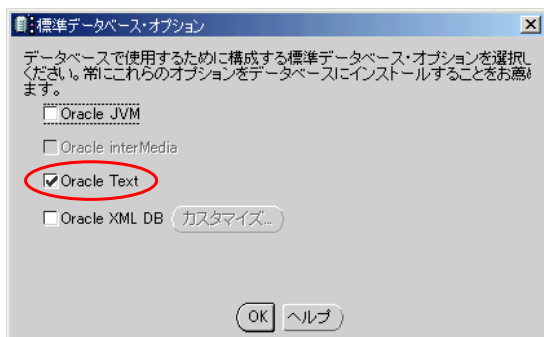 標準データベース・オプション
データベースで使用するために構成する標準データベース・オプションを選択し
ください。常にこれらのオプションをデータベースにインストールすることをお薦め
ます。
Oracle JVM
Oracle interMedia
Oracle Text
Oracle XML DB カスタマイズ...
OK ヘルプ